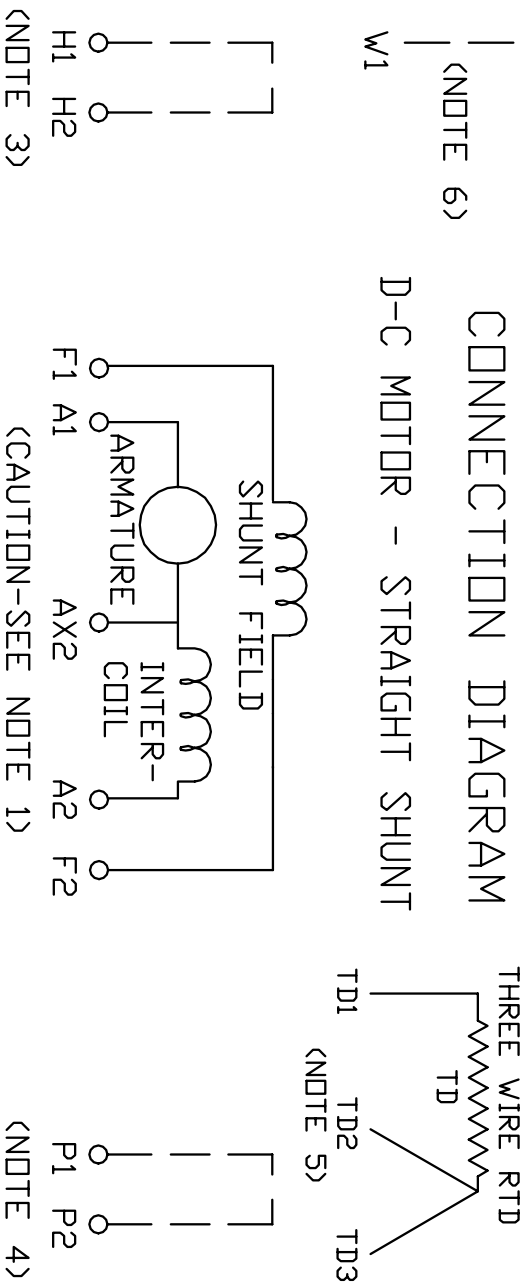 CONNECTION DIAGRAM
D-C MOTOR - STRAIGHT SHUNT
W1
(NOTE 6)
H1 H2
(NOTE 3)
SHUNT FIELD
ARMATURE
INTER-
COIL
F1 A1 AX2 A2 F2
(CAUTION-SEE NOTE 1)
THREE WIRE RTD
TD
TD1 TD2 TD3
(NOTE 5)
P1 P2
(NOTE 4)